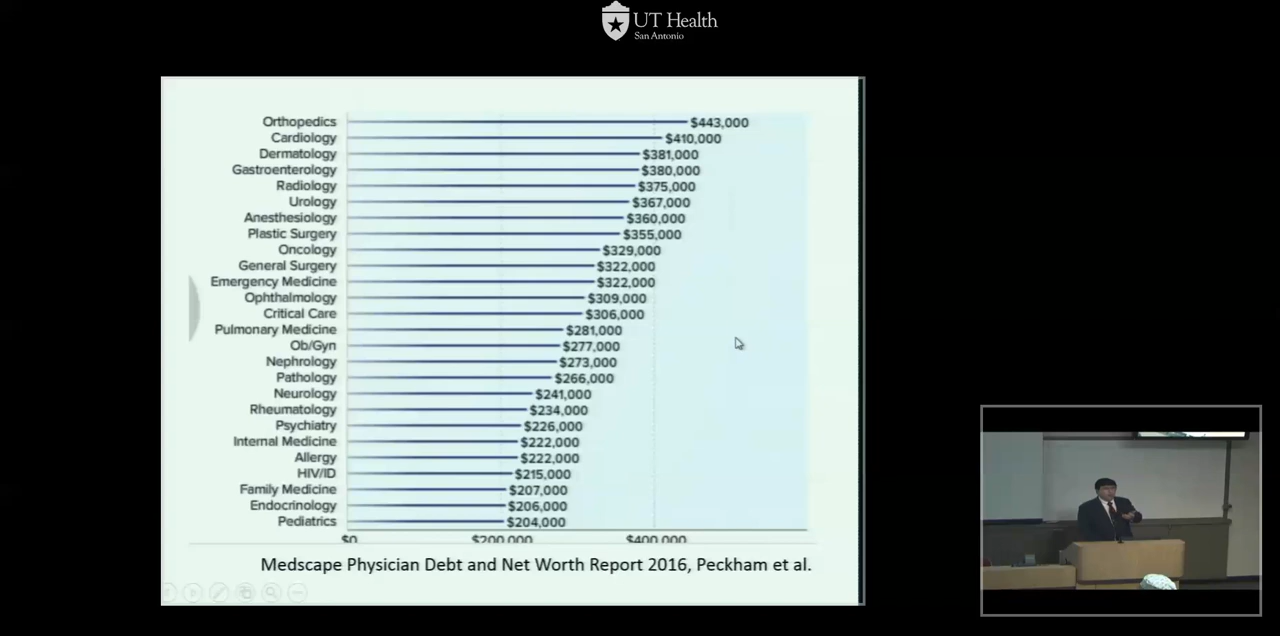 UT Health
San Antonio
Orthopedics $443,000
Cardiology $410,000
Dermatology $381,000
Gastroenterology $380,000
Radiology $375,000
Urology $367,000
Anesthesiology $360,000
Plastic Surgery $355,000
Oncology $329,000
General Surgery $322,000
Emergency Medicine $322,000
Ophthalmology $309,000
Critical Care $306,000
Pulmonary Medicine $281,000
Ob/Gyn $277,000
Nephrology $273,000
Pathology $266,000
Neurology $241,000
Rheumatology $234,000
Psychiatry $226,000
Internal Medicine $222,000
Allergy $222,000
HIV/ID $215,000
Family Medicine $207,000
Endocrinology $206,000
Pediatrics $204,000
$0 $200,000 $400,000
Medscape Physician Debt and Net Worth Report 2016, Peckham et al.